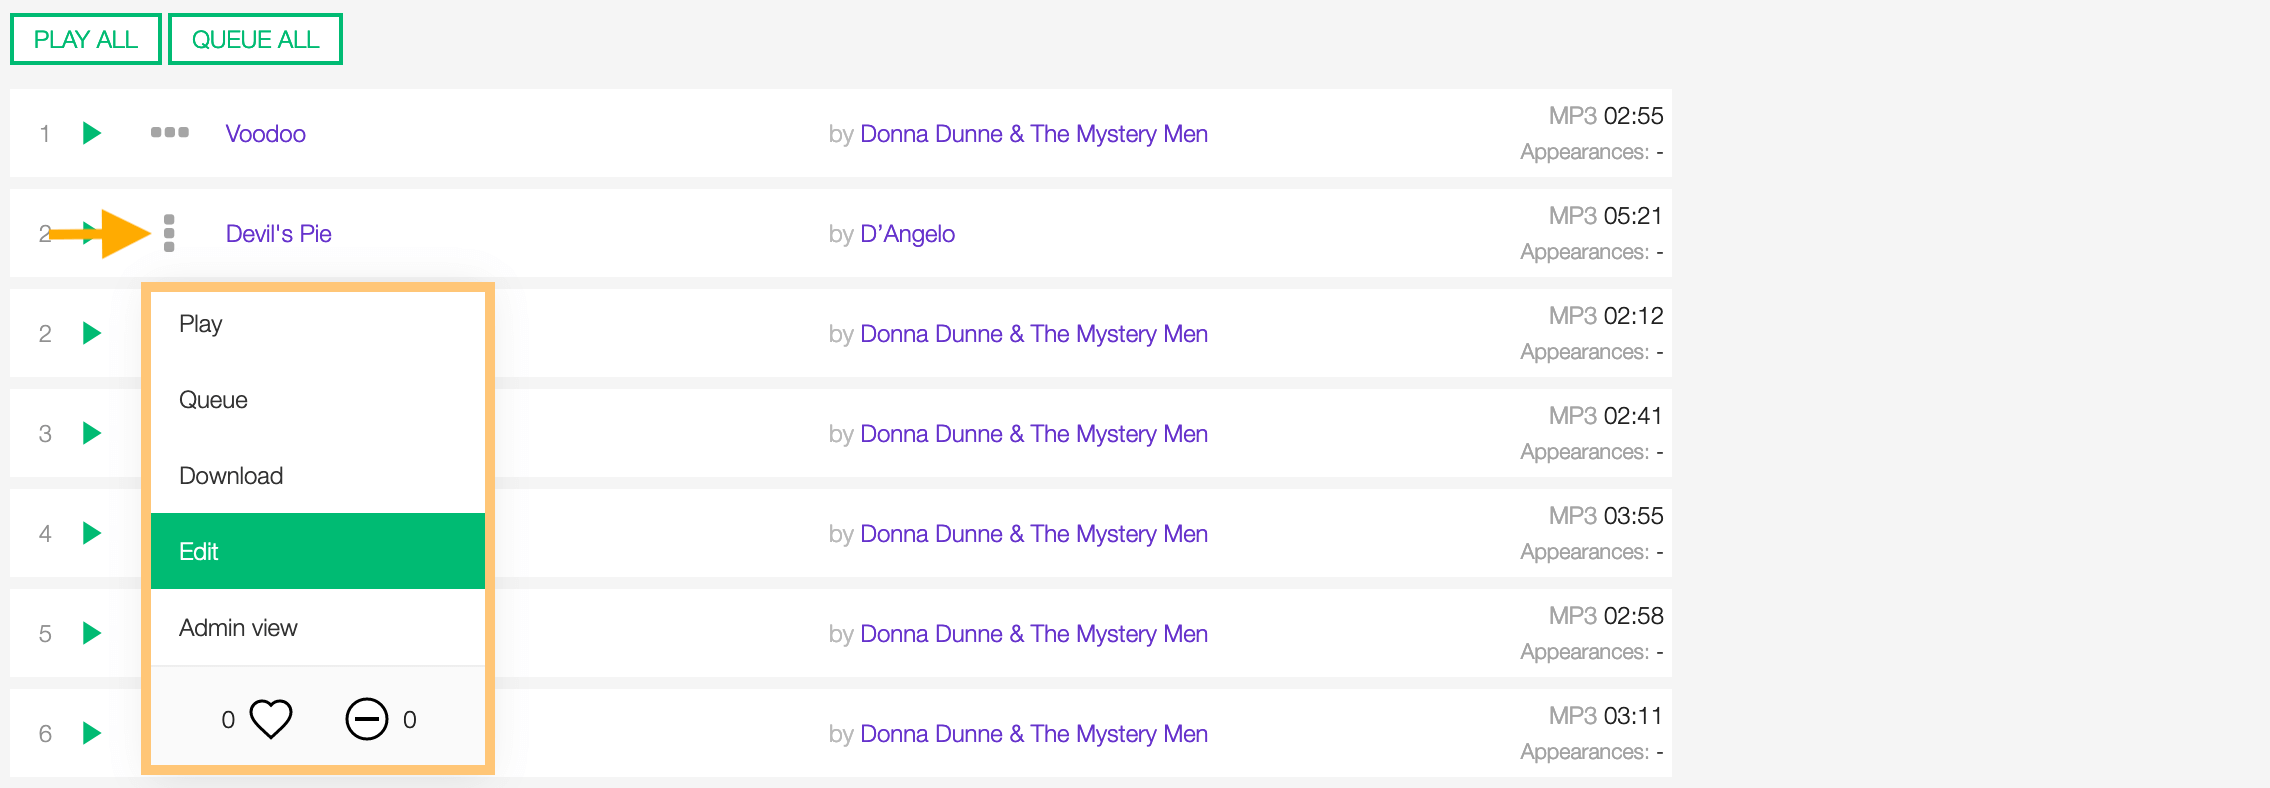 PLAY ALL QUEUE ALL
1 Voodoo by Donna Dunne & The Mystery Men MP3 02:55
Appearances: -
2 Devil's Pie by D’Angelo MP3 05:21
Appearances: -
Play
2 by Donna Dunne & The Mystery Men MP3 02:12
Appearances: -
Queue
3 by Donna Dunne & The Mystery Men MP3 02:41
Appearances: -
Download
4 by Donna Dunne & The Mystery Men MP3 03:55
Appearances: -
Edit
5 by Donna Dunne & The Mystery Men MP3 02:58
Appearances: -
Admin view
6 by Donna Dunne & The Mystery Men MP3 03:11
Appearances: -
0 0